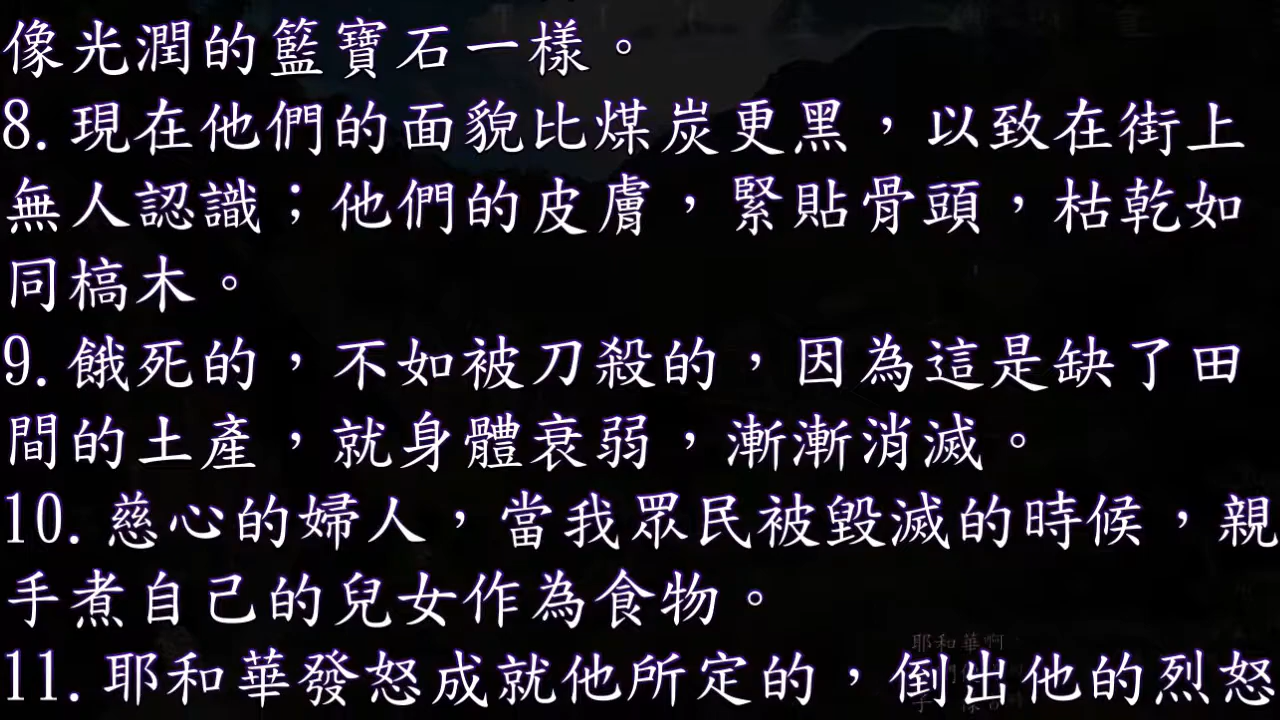 像光潤的籃寶石一樣。
8.現在他們的面貌比煤炭更黑，以致在街上
無人認識；他們的皮膚，緊貼骨頭，枯乾如
同槁木。
9.餓死的，不如被刀殺的，因為這是缺了田
間的土產，就身體衰弱，漸漸消滅。
10.慈心的婦人，當我眾民被毀滅的時候，親
手煮自己的兒女作為食物。
11.耶和華發怒成就他所定的，倒出他的烈怒
耶和華啊